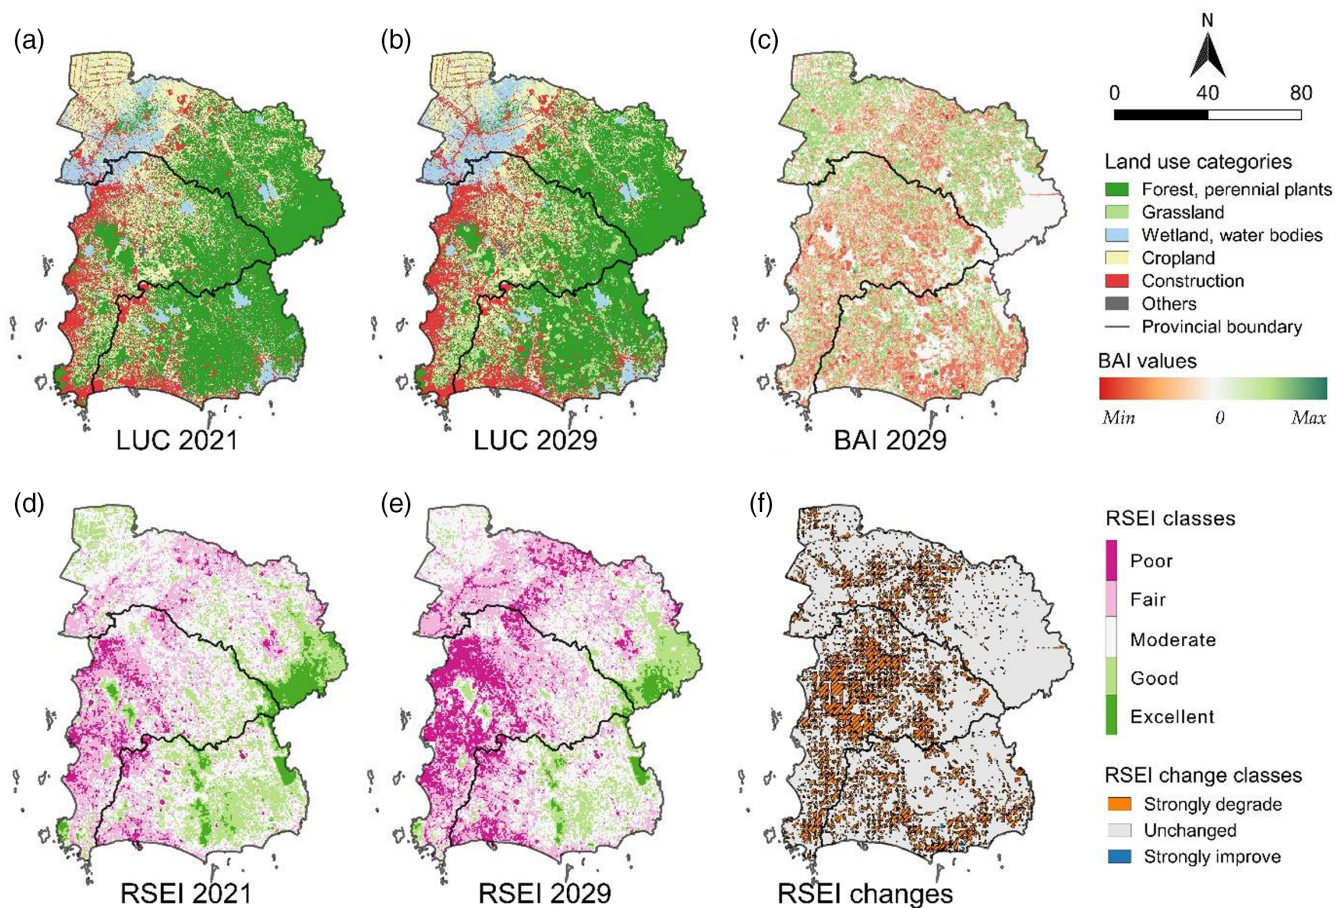 (a)
(b)
(c)
N
0 40 80
Land use categories
Forest, perennial plants
Grassland
Wetland, water bodies
Cropland
Construction
Others
Provincial boundary
BAI values
Min 0 Max
LUC 2021
LUC 2029
BAI 2029
(d)
(e)
(f)
RSEI classes
Poor
Fair
Moderate
Good
Excellent
RSEI change classes
Strongly degrade
Unchanged
Strongly improve
RSEI 2021
RSEI 2029
RSEI changes